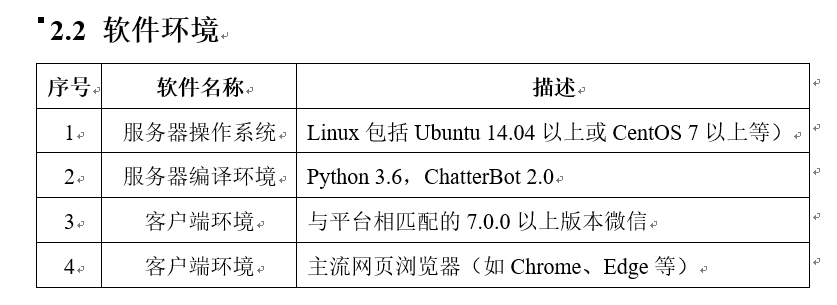 2.2 软件环境
序号 软件名称 描述
1 服务器操作系统 Linux 包括 Ubuntu 14.04 以上或 CentOS 7 以上等）
2 服务器编译环境 Python 3.6，ChatterBot 2.0
3 客户端环境 与平台相匹配的 7.0.0 以上版本微信
4 客户端环境 主流网页浏览器（如 Chrome、Edge 等）